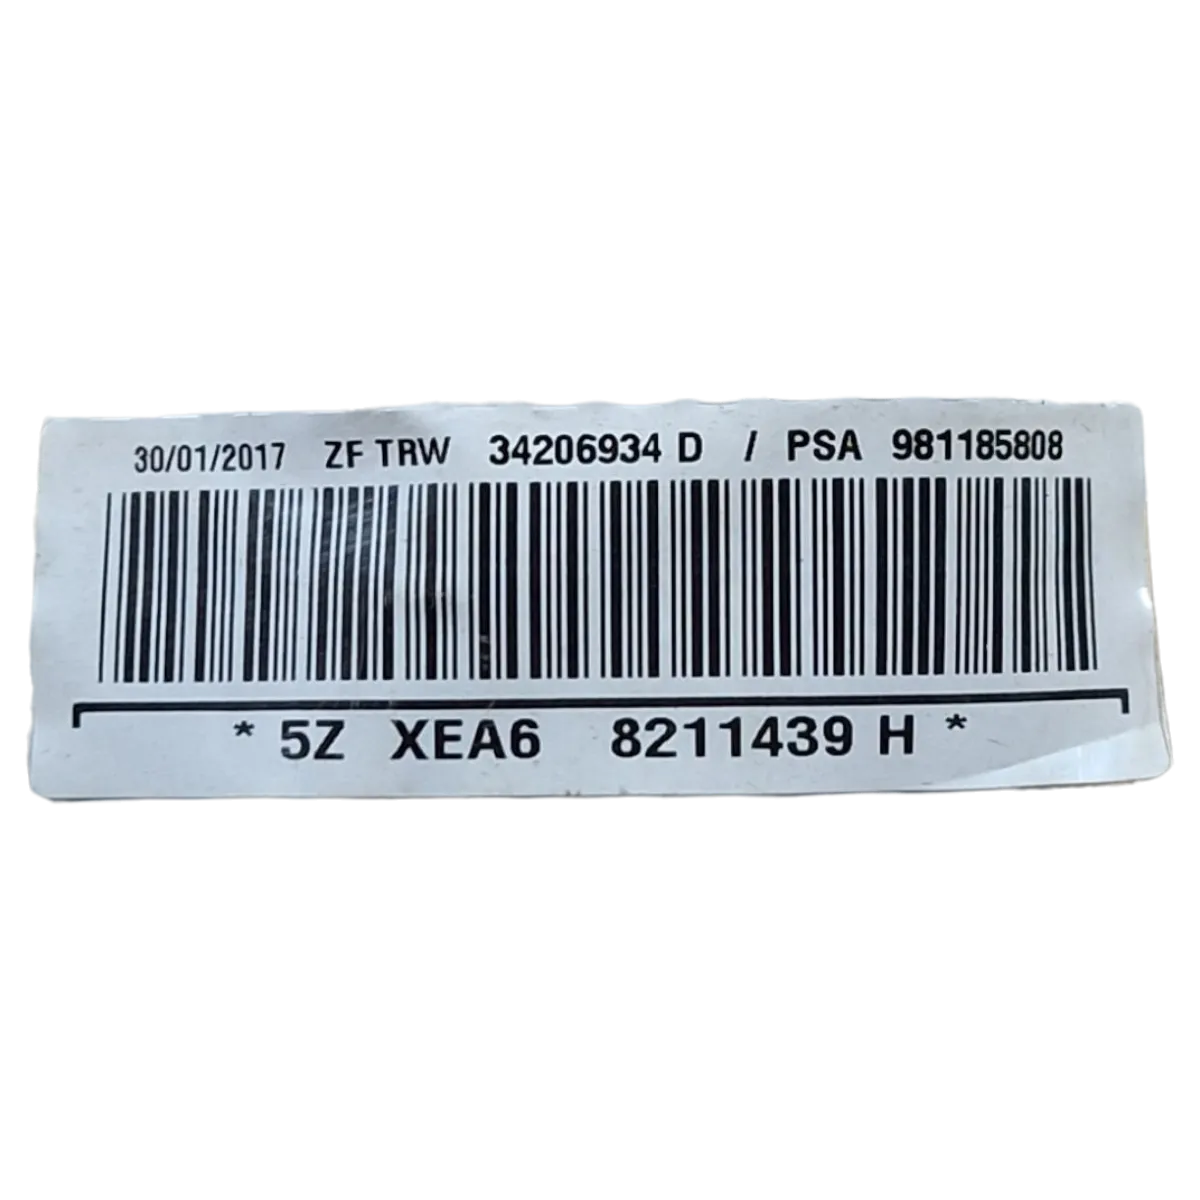 30/01/2017 ZF TRW 34206934 D / PSA 981185808
* 5Z XEA6 8211439 H *